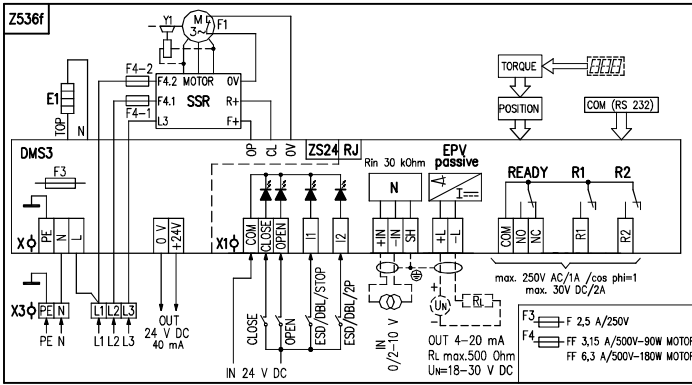 Z536f
Y1
M
3~
F1
F4-2
F4.2 MOTOR 0V
E1
F4.1 SSR R+
F4-1
L3 F+
TOP
N
OP
CL
0V
TORQUE
POSITION
COM (RS 232)
DMS3
ZS24 RJ
F3
Rin 30 kOhm
N
EPV
passive
READY R1 R2
X
PE
N
L
0 V
+24V
X1
COM
CLOSE
OPEN
I1
I2
+IN
-IN
SH
+L
-L
COM
NO
NC
R1
R2
max. 250V AC/1A /cos phi=1
max. 30V DC/2A
X3
PE N
L1 L2 L3
PE N
L1 L2 L3
OUT
24 V DC
40 mA
CLOSE
OPEN
ESD/DBL/STOP
ESD/DBL/2P
IN 24 V DC
IN
0/2-10 V
+
UN
-
RL
OUT 4-20 mA
RL max.500 Ohm
UN=18-30 V DC
F3 F 2,5 A/250V
F4 FF 3,15 A/500V-90W MOTOR
FF 6,3 A/500V-180W MOTOR